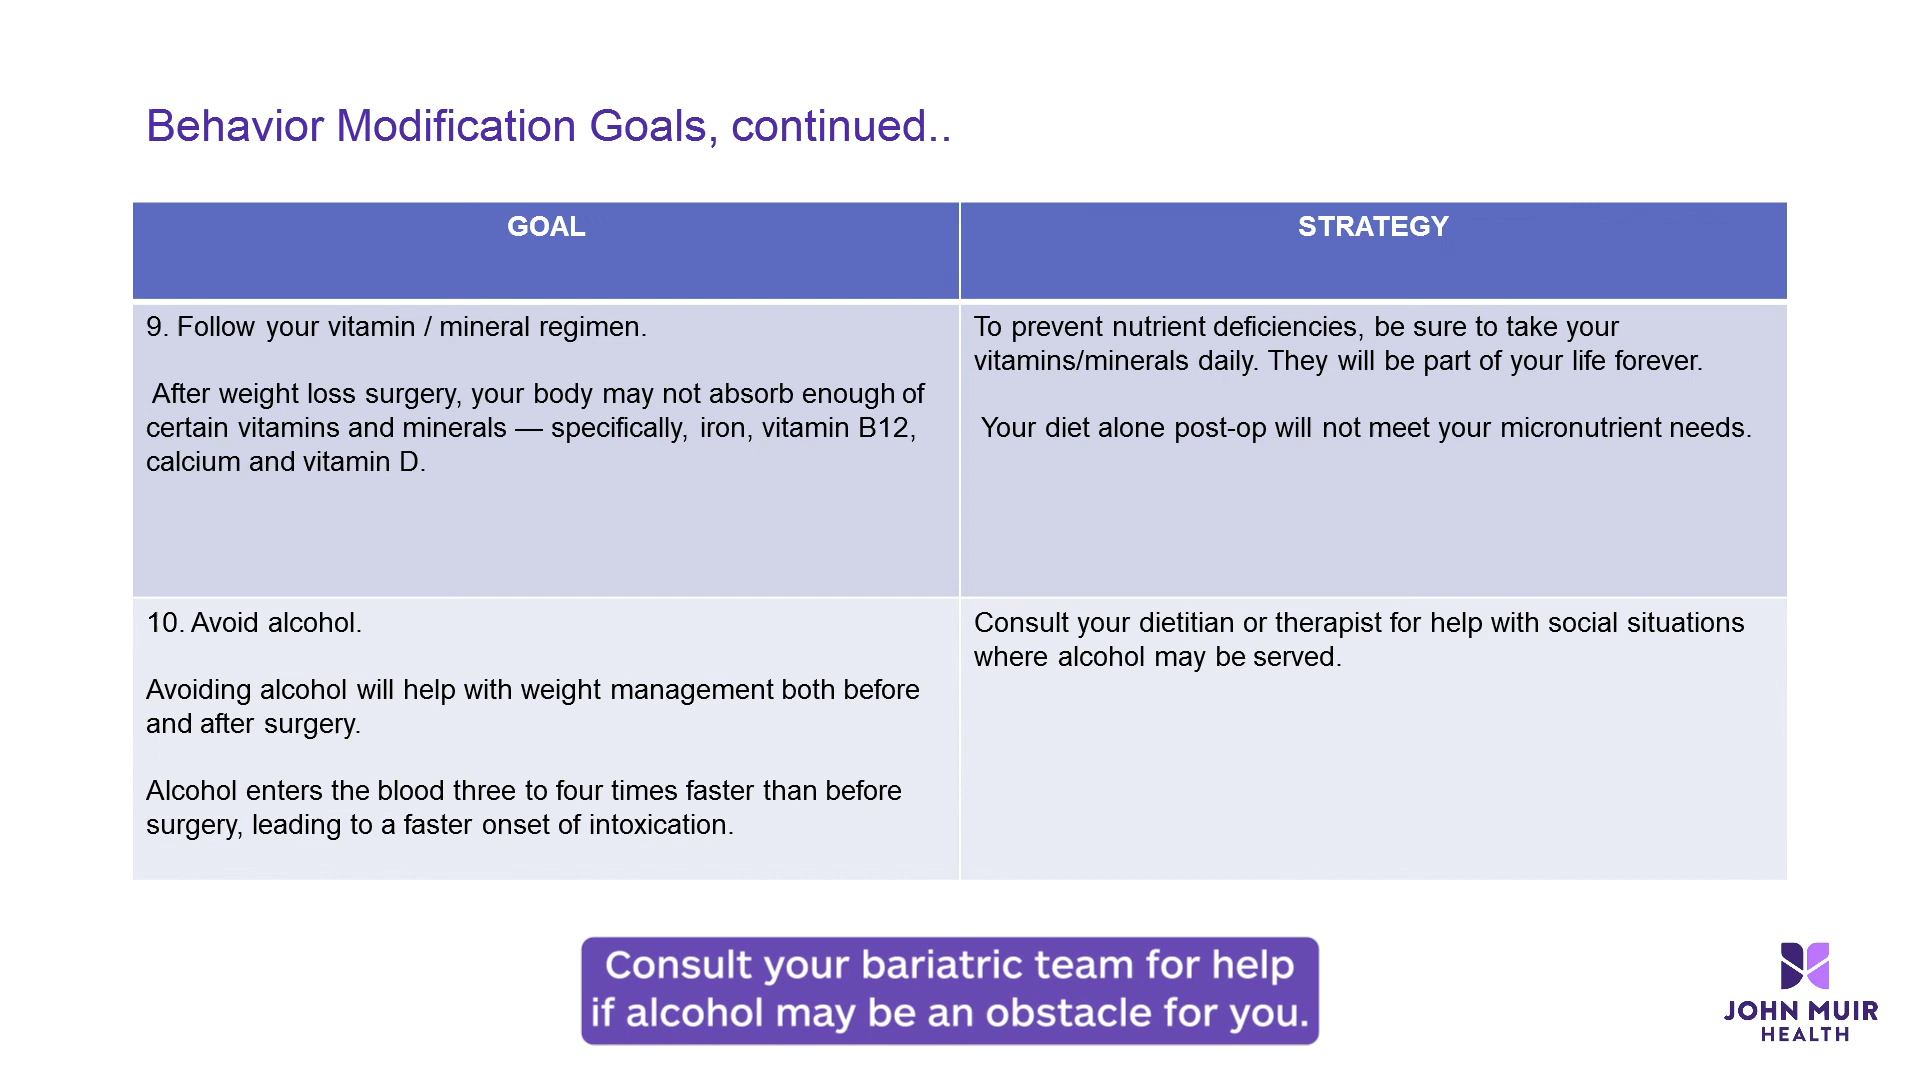 Behavior Modification Goals, continued..
GOAL
STRATEGY
9. Follow your vitamin / mineral regimen.
After weight loss surgery, your body may not absorb enough of
certain vitamins and minerals — specifically, iron, vitamin B12,
calcium and vitamin D.
To prevent nutrient deficiencies, be sure to take your
vitamins/minerals daily. They will be part of your life forever.
Your diet alone post-op will not meet your micronutrient needs.
10. Avoid alcohol.
Avoiding alcohol will help with weight management both before
and after surgery.
Alcohol enters the blood three to four times faster than before
surgery, leading to a faster onset of intoxication.
Consult your dietitian or therapist for help with social situations
where alcohol may be served.
Consult your bariatric team for help
if alcohol may be an obstacle for you.
JOHN MUIR
HEALTH